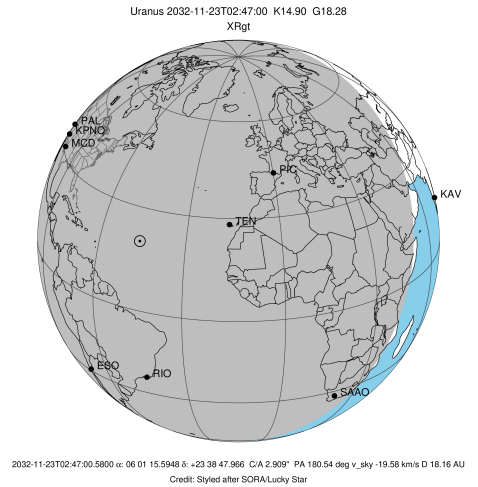 Uranus 2032-11-23T02:47:00 K14.90 G18.28
XRgt
PAL
KPNO
MCD
PIC
KAV
TEN
ESO
RIO
SAAO
2032-11-23T02:47:00.5800 α: 06 01 15.5948 δ: +23 38 47.966 C/A 2.909" PA 180.54 deg v_sky -19.58 km/s D 18.16 AU
Credit: Styled after SORA/Lucky Star